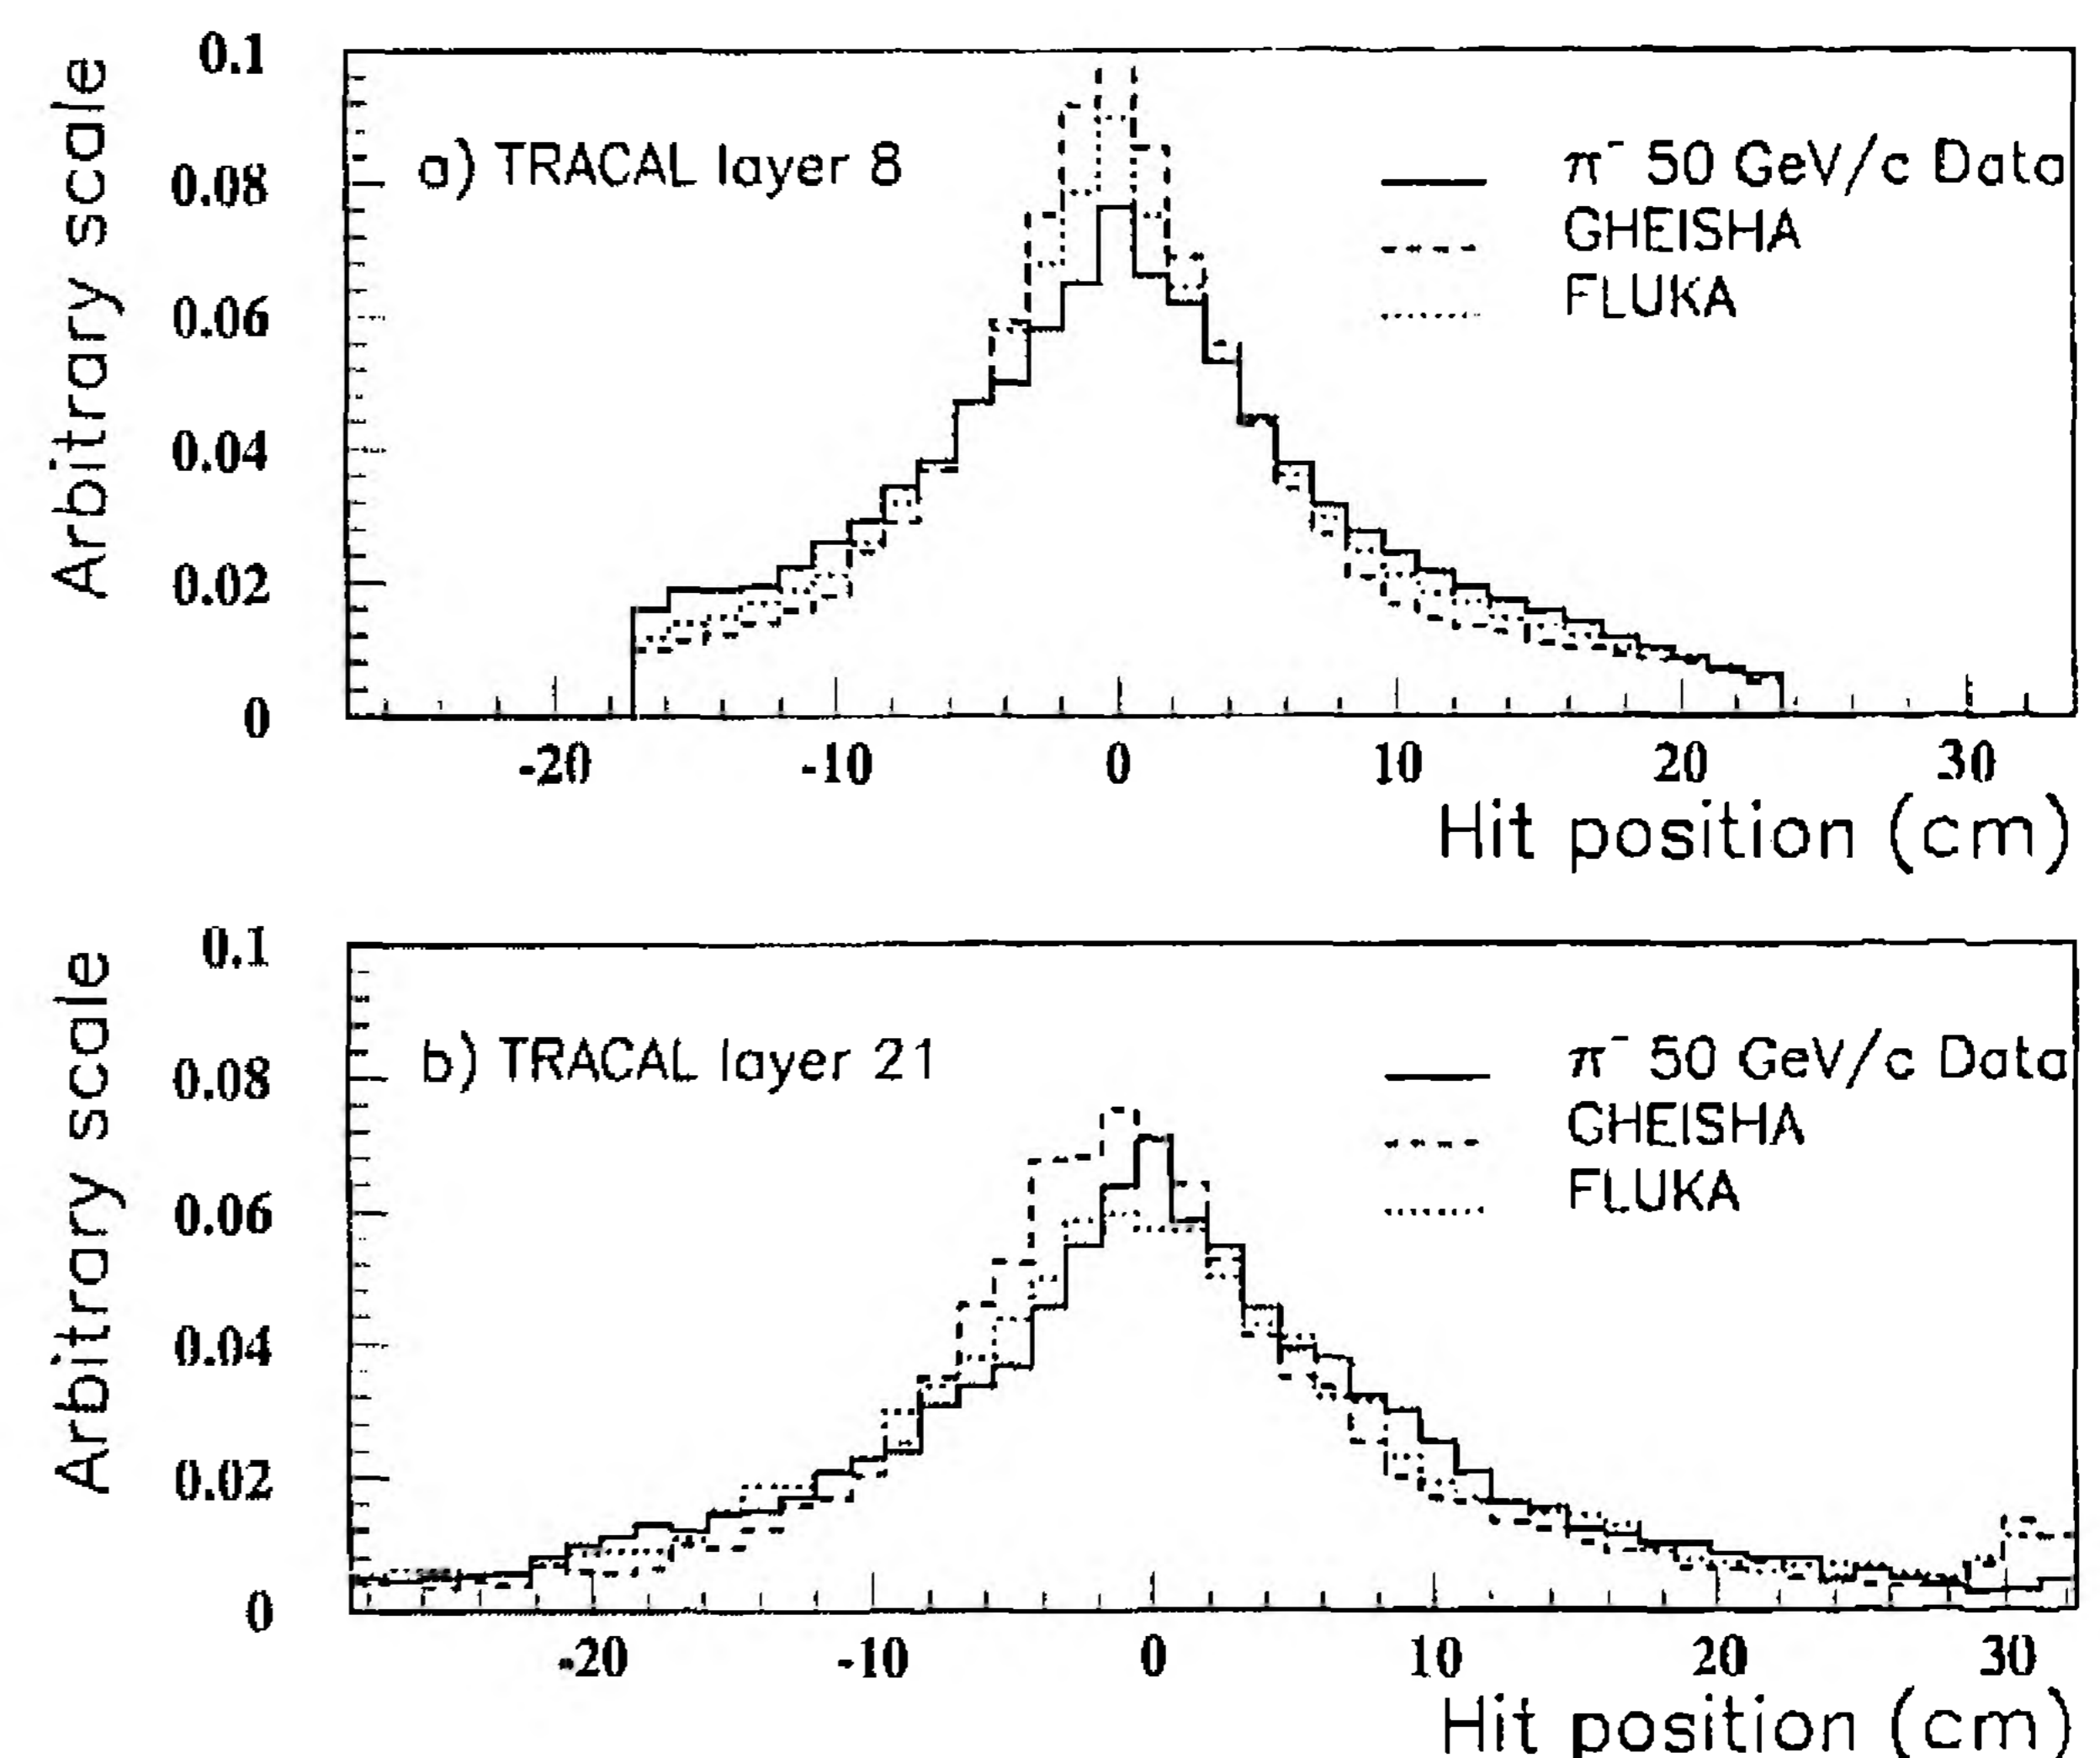 Arbitrary scale
0.1
0.08
0.06
0.04
0.02
0
a) TRACAL layer 8
π⁻ 50 GeV/c Data
GHEISHA
FLUKA
-20 -10 0 10 20 30
Hit position (cm)
Arbitrary scale
0.1
0.08
0.06
0.04
0.02
0
b) TRACAL layer 21
π⁻ 50 GeV/c Data
GHEISHA
FLUKA
-20 -10 0 10 20 30
Hit position (cm)